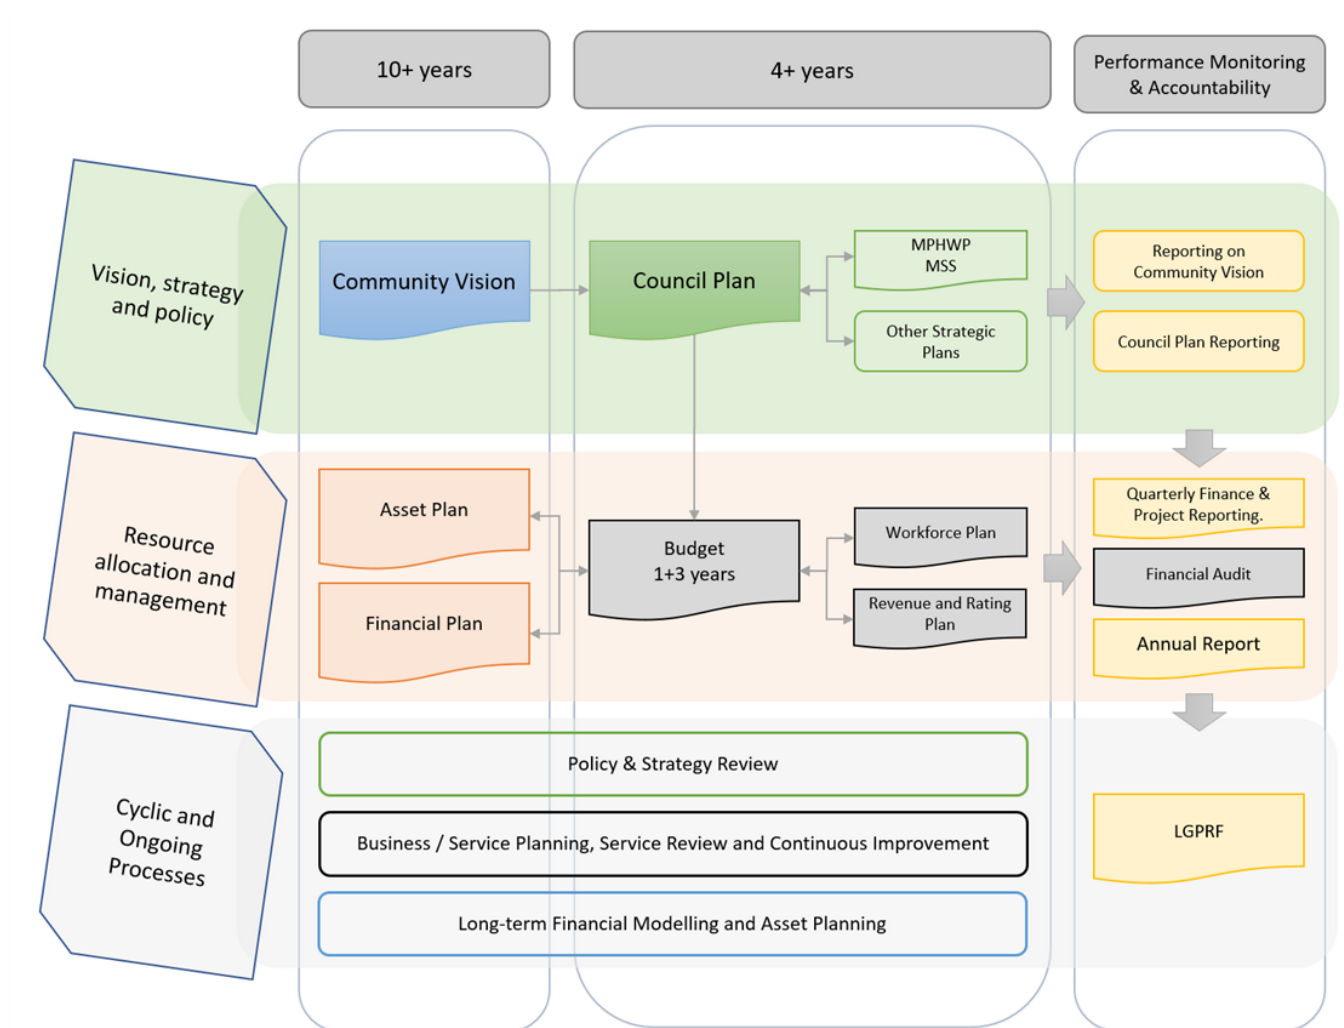 10+ years
4+ years
Performance Monitoring
& Accountability
Vision, strategy
and policy
Community Vision
Council Plan
MPHWP
MSS
Other Strategic
Plans
Reporting on
Community Vision
Council Plan Reporting
Resource
allocation and
management
Asset Plan
Financial Plan
Budget
1+3 years
Workforce Plan
Revenue and Rating
Plan
Quarterly Finance &
Project Reporting.
Financial Audit
Annual Report
Cyclic and
Ongoing
Processes
Policy & Strategy Review
Business / Service Planning, Service Review and Continuous Improvement
Long-term Financial Modelling and Asset Planning
LGPRF